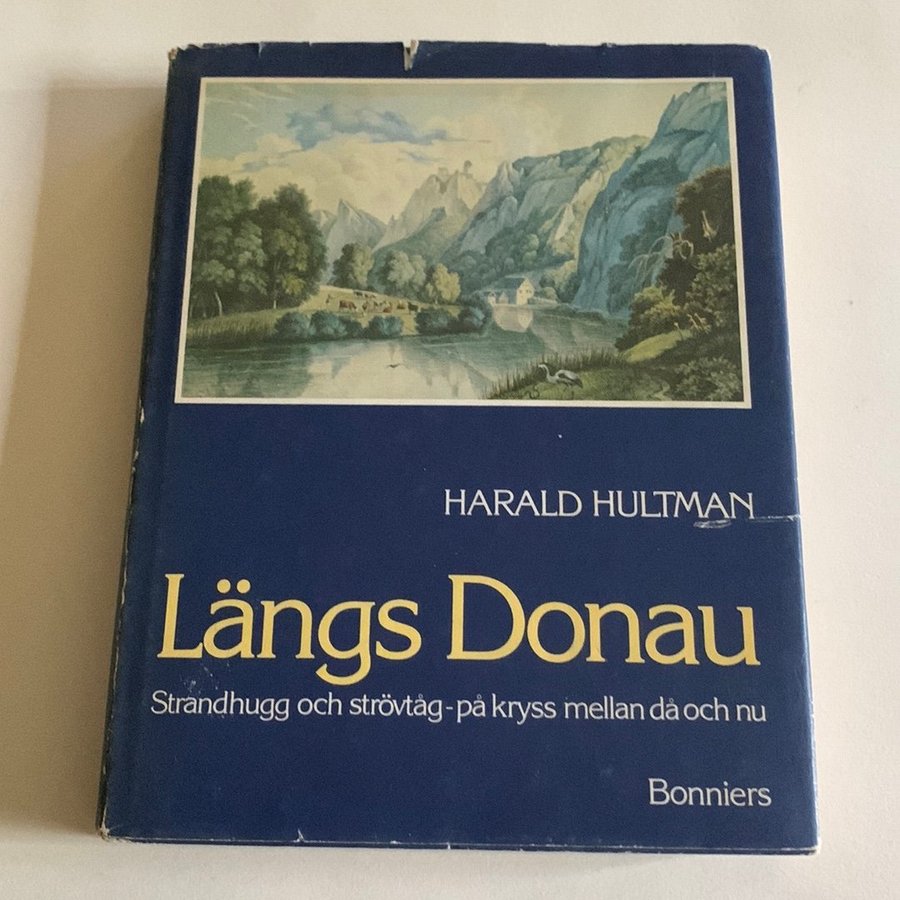 HARALD HULTMAN
Längs Donau
Strandhugg och strövtåg - på kryss mellan då och nu
Bonniers